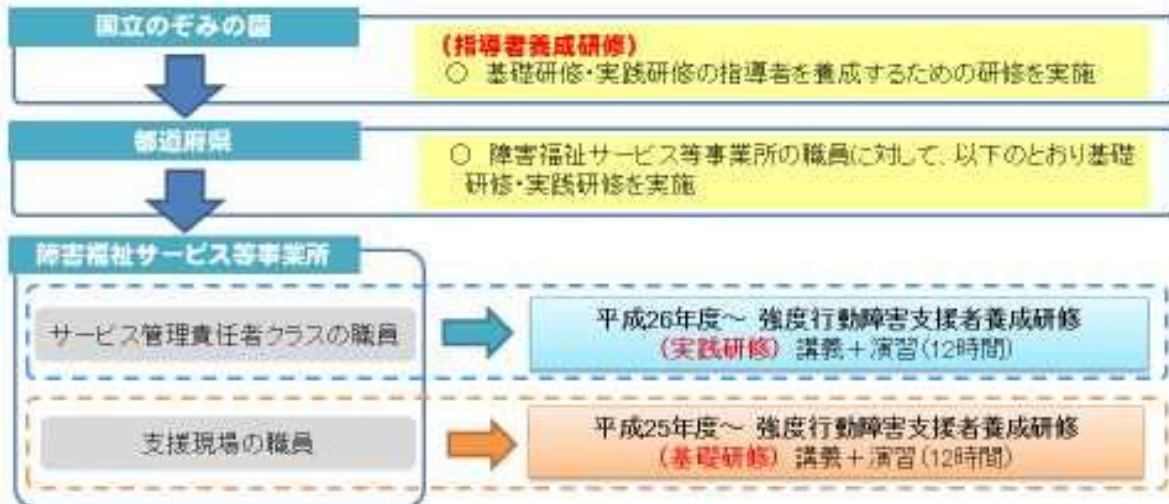 国立のぞみの園
(指導者養成研修)
○ 基礎研修・実践研修の指導者を養成するための研修を実施
都道府県
○ 障害福祉サービス等事業所の職員に対して、以下のとおり基礎
研修・実践研修を実施
障害福祉サービス等事業所
サービス管理責任者クラスの職員
平成26年度～ 強度行動障害支援者養成研修
(実践研修) 講義+演習(12時間)
支援現場の職員
平成25年度～ 強度行動障害支援者養成研修
(基礎研修) 講義+演習(12時間)